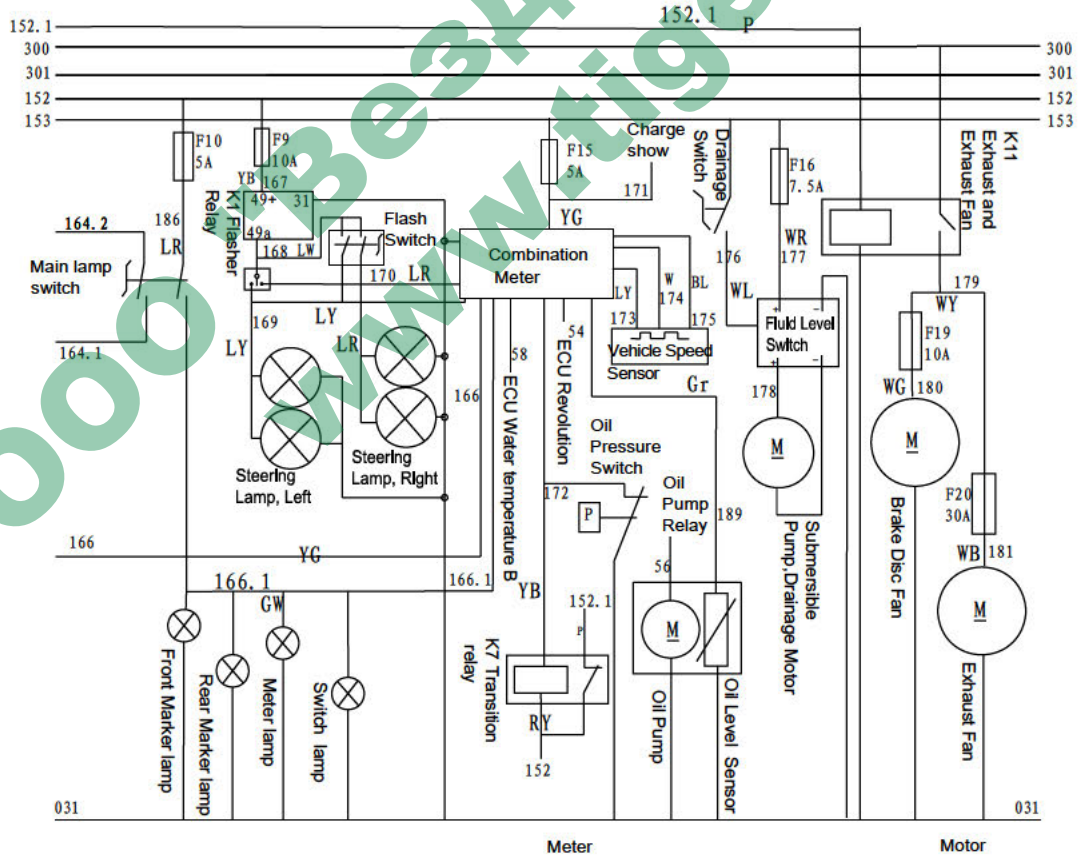 152.1
P
152.1
300
301
152
153
300
301
152
153
F10
5A
F9
10A
YB
167
F15
5A
Charge
show
171
Drainage
Switch
F16
7.5A
K11
Exhaust and
Exhaust Fan
K1 Flasher
Relay
49+
31
49a
164.2
186
LR
168
LW
Flash
Switch
170
LR
YG
Combination
Meter
W
174
LY
173
BL
175
176
WL
WR
177
179
WY
Main lamp
switch
164.1
169
LY
LY
LR
166
58
54
ECU Water temperature B
ECU Revolution
Vehicle Speed
Sensor
Gr
Fluid Level
Switch
+
-
+
-
178
F19
10A
WG
180
Steering
Lamp, Left
Steering
Lamp, Right
Oil
Pressure
Switch
P
172
Oil
Pump
Relay
189
M
Submersible
Pump,Drainage Motor
M
Brake Disc Fan
F20
30A
WB
181
166
YG
166.1
166.1
GW
YB
152.1
P
56
M
M
Front Marker lamp
Rear Marker lamp
Meter lamp
Switch lamp
K7 Transition
relay
RY
152
Oil Pump
Oil Level Sensor
Exhaust Fan
031
031
Meter
Motor
ООО "Везд
www.tige